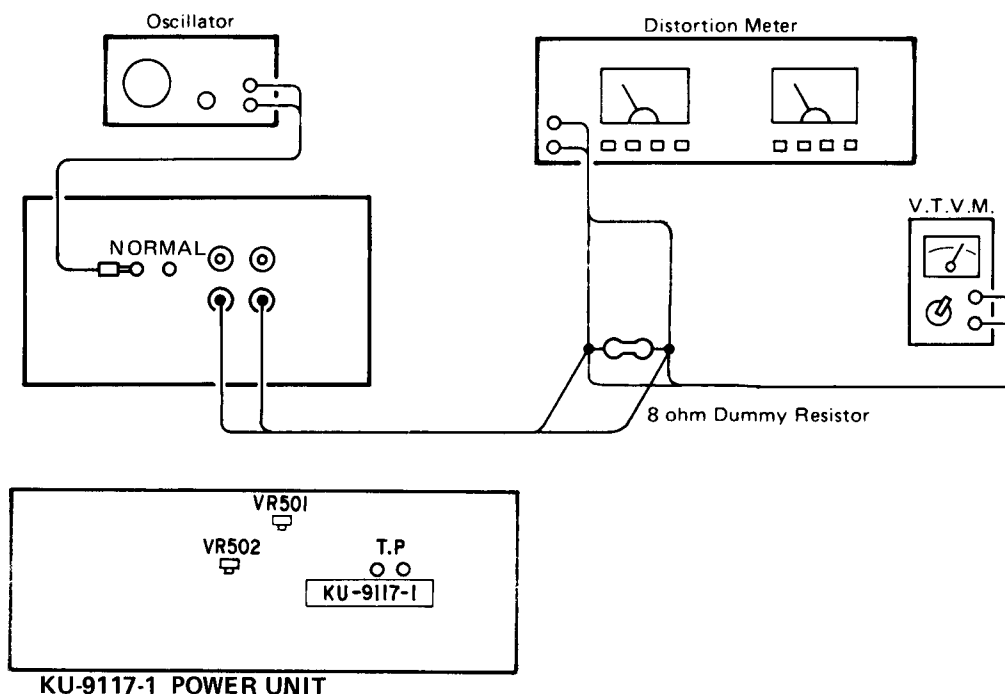 Oscillator
Distortion Meter
V.T.V.M.
NORMAL
8 ohm Dummy Resistor
VR501
VR502
T.P
KU-9117-1
KU-9117-1 POWER UNIT